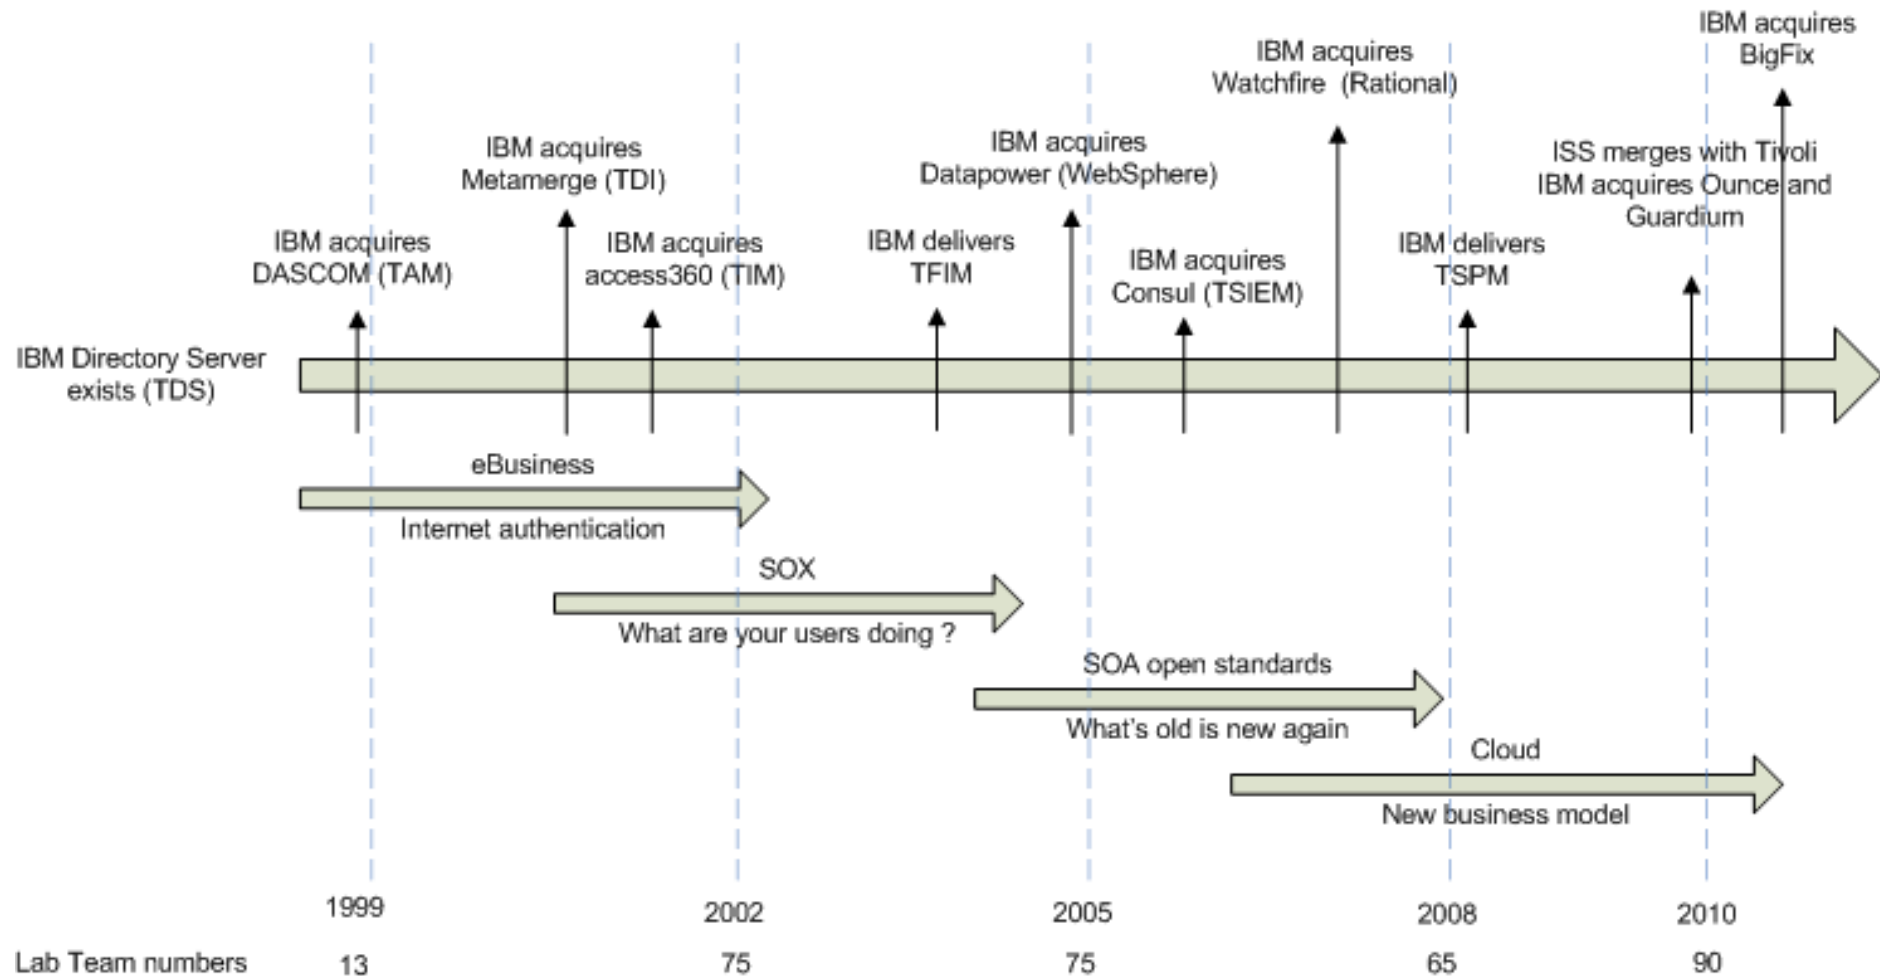 IBM acquires
BigFix
IBM acquires
Watchfire (Rational)
IBM acquires
Metamerge (TDI)
IBM acquires
Datapower (WebSphere)
ISS merges with Tivoli
IBM acquires Ounce and
Guardium
IBM acquires
DASCOM (TAM)
IBM acquires
access360 (TIM)
IBM delivers
TFIM
IBM acquires
Consul (TSIEM)
IBM delivers
TSPM
IBM Directory Server
exists (TDS)
eBusiness
Internet authentication
SOX
What are your users doing ?
SOA open standards
What's old is new again
Cloud
New business model
1999 2002 2005 2008 2010
Lab Team numbers 13 75 75 65 90